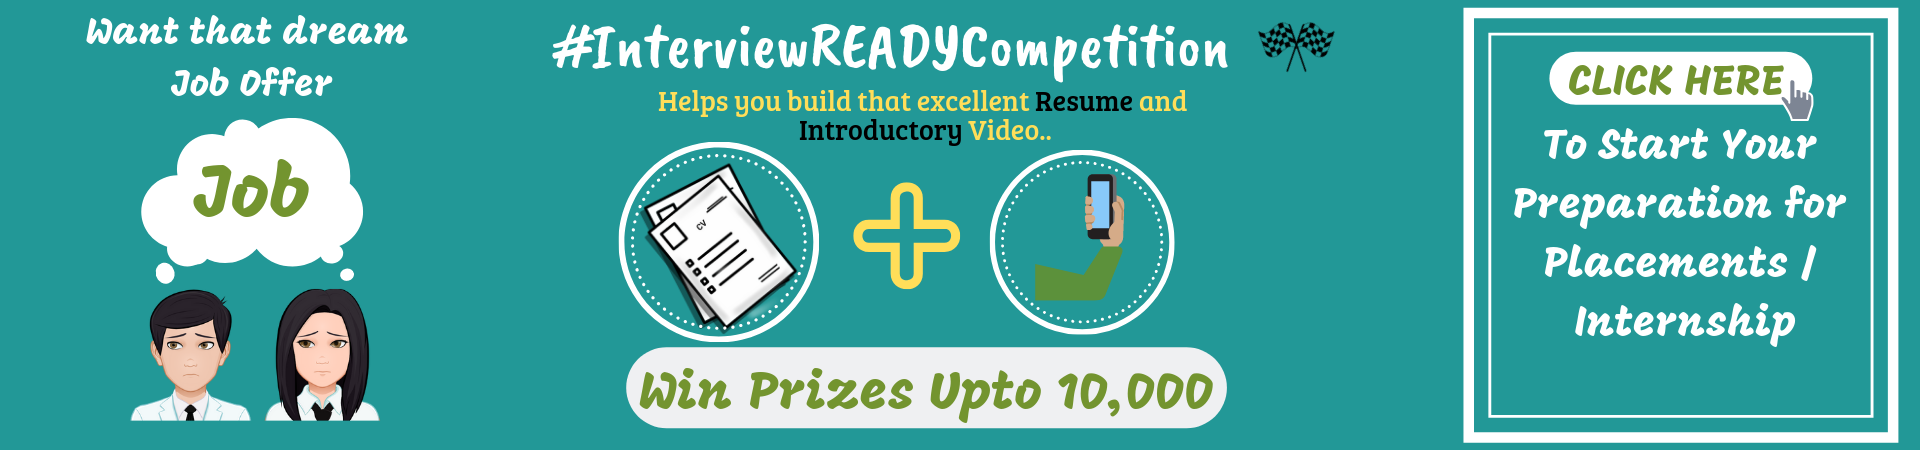 Want that dream
Job Offer
Job
#InterviewREADYCompetition
Helps you build that excellent Resume and
Introductory Video..
CV
Win Prizes Upto 10,000
CLICK HERE
To Start Your
Preparation for
Placements /
Internship